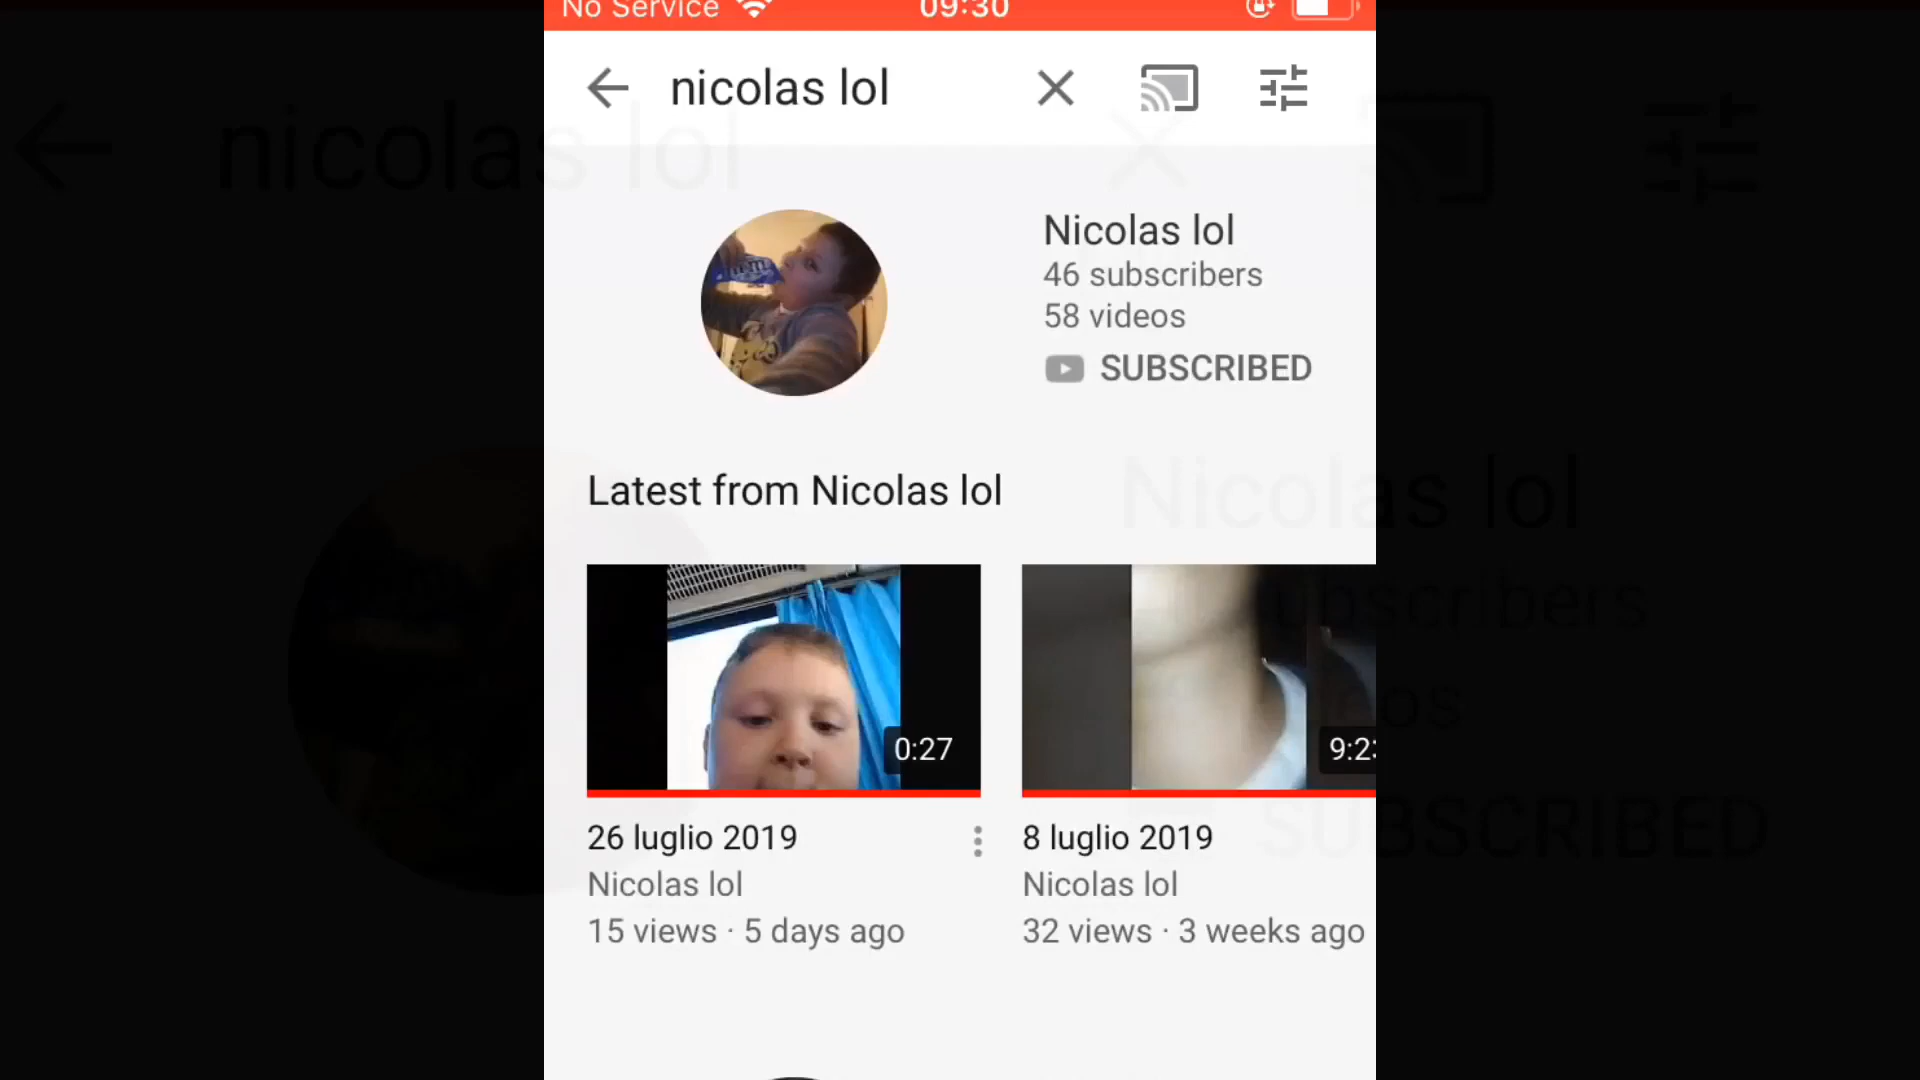 No Service 09:30
nicolas lol
Nicolas lol
46 subscribers
58 videos
SUBSCRIBED
Latest from Nicolas lol
0:27
9:23
26 luglio 2019
Nicolas lol
15 views · 5 days ago
8 luglio 2019
Nicolas lol
32 views · 3 weeks ago